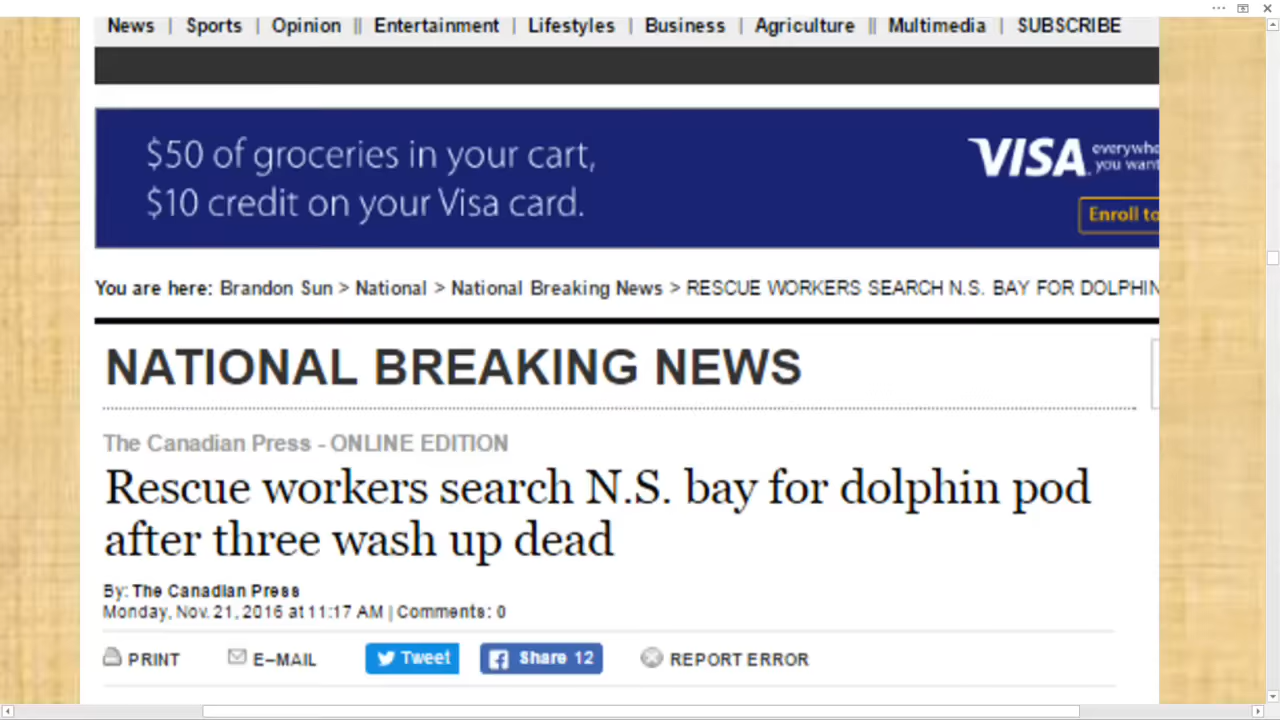 News | Sports | Opinion || Entertainment | Lifestyles | Business | Agriculture || Multimedia | SUBSCRIBE
$50 of groceries in your cart,
$10 credit on your Visa card.
VISA everywhe
you want
Enroll to
You are here: Brandon Sun > National > National Breaking News > RESCUE WORKERS SEARCH N.S. BAY FOR DOLPHIN
NATIONAL BREAKING NEWS
The Canadian Press - ONLINE EDITION
Rescue workers search N.S. bay for dolphin pod
after three wash up dead
By: The Canadian Press
Monday, Nov. 21, 2016 at 11:17 AM | Comments: 0
PRINT E–MAIL Tweet Share 12 REPORT ERROR